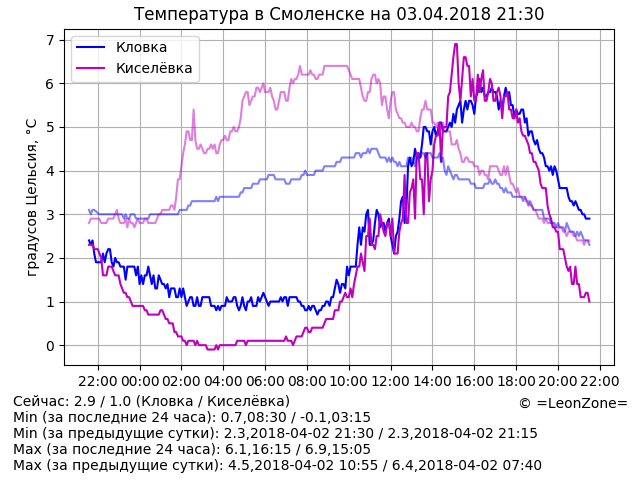 Температура в Смоленске на 03.04.2018 21:30
Кловка
Киселёвка
градусов Цельсия, °C
7
6
5
4
3
2
1
0
22:00 00:00 02:00 04:00 06:00 08:00 10:00 12:00 14:00 16:00 18:00 20:00 22:00
Сейчас: 2.9 / 1.0 (Кловка / Киселёвка)
© =LeonZone=
Min (за последние 24 часа): 0.7,08:30 / -0.1,03:15
Min (за предыдущие сутки): 2.3,2018-04-02 21:30 / 2.3,2018-04-02 21:15
Max (за последние 24 часа): 6.1,16:15 / 6.9,15:05
Max (за предыдущие сутки): 4.5,2018-04-02 10:55 / 6.4,2018-04-02 07:40